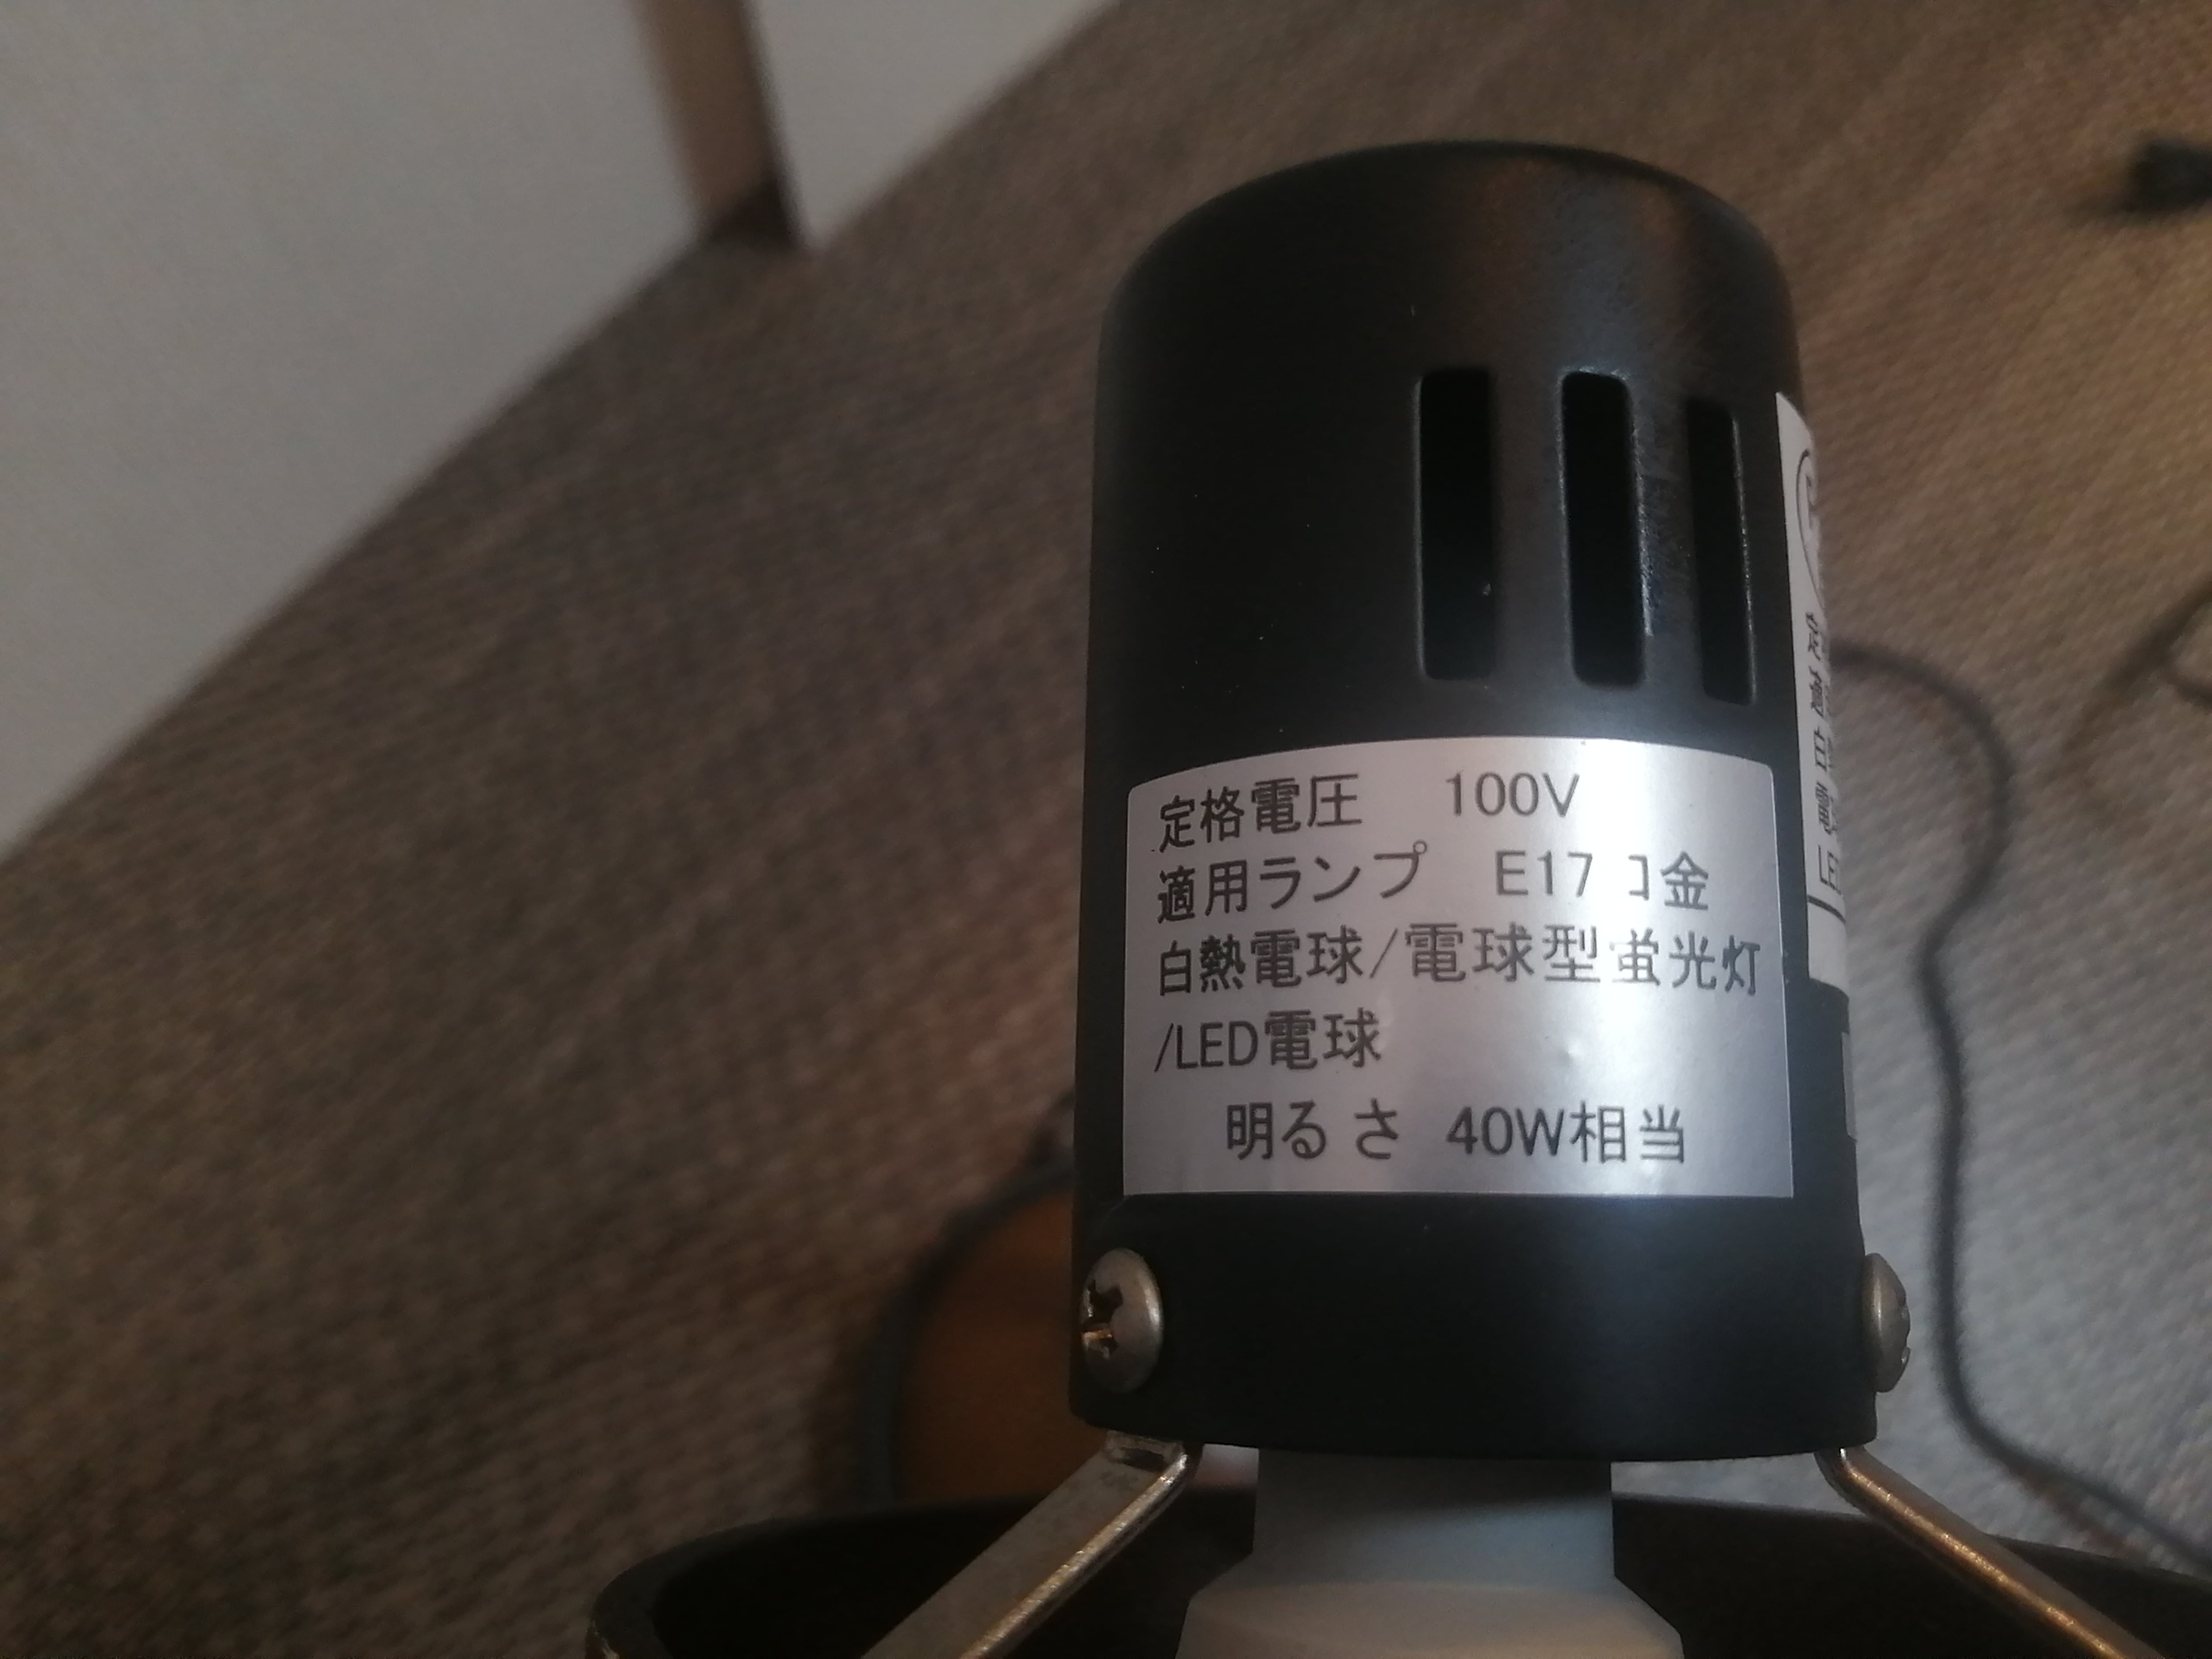 定格電圧 100V
適用ランプ E17 口金
白熱電球/電球型蛍光灯
/LED電球
明るさ 40W相当